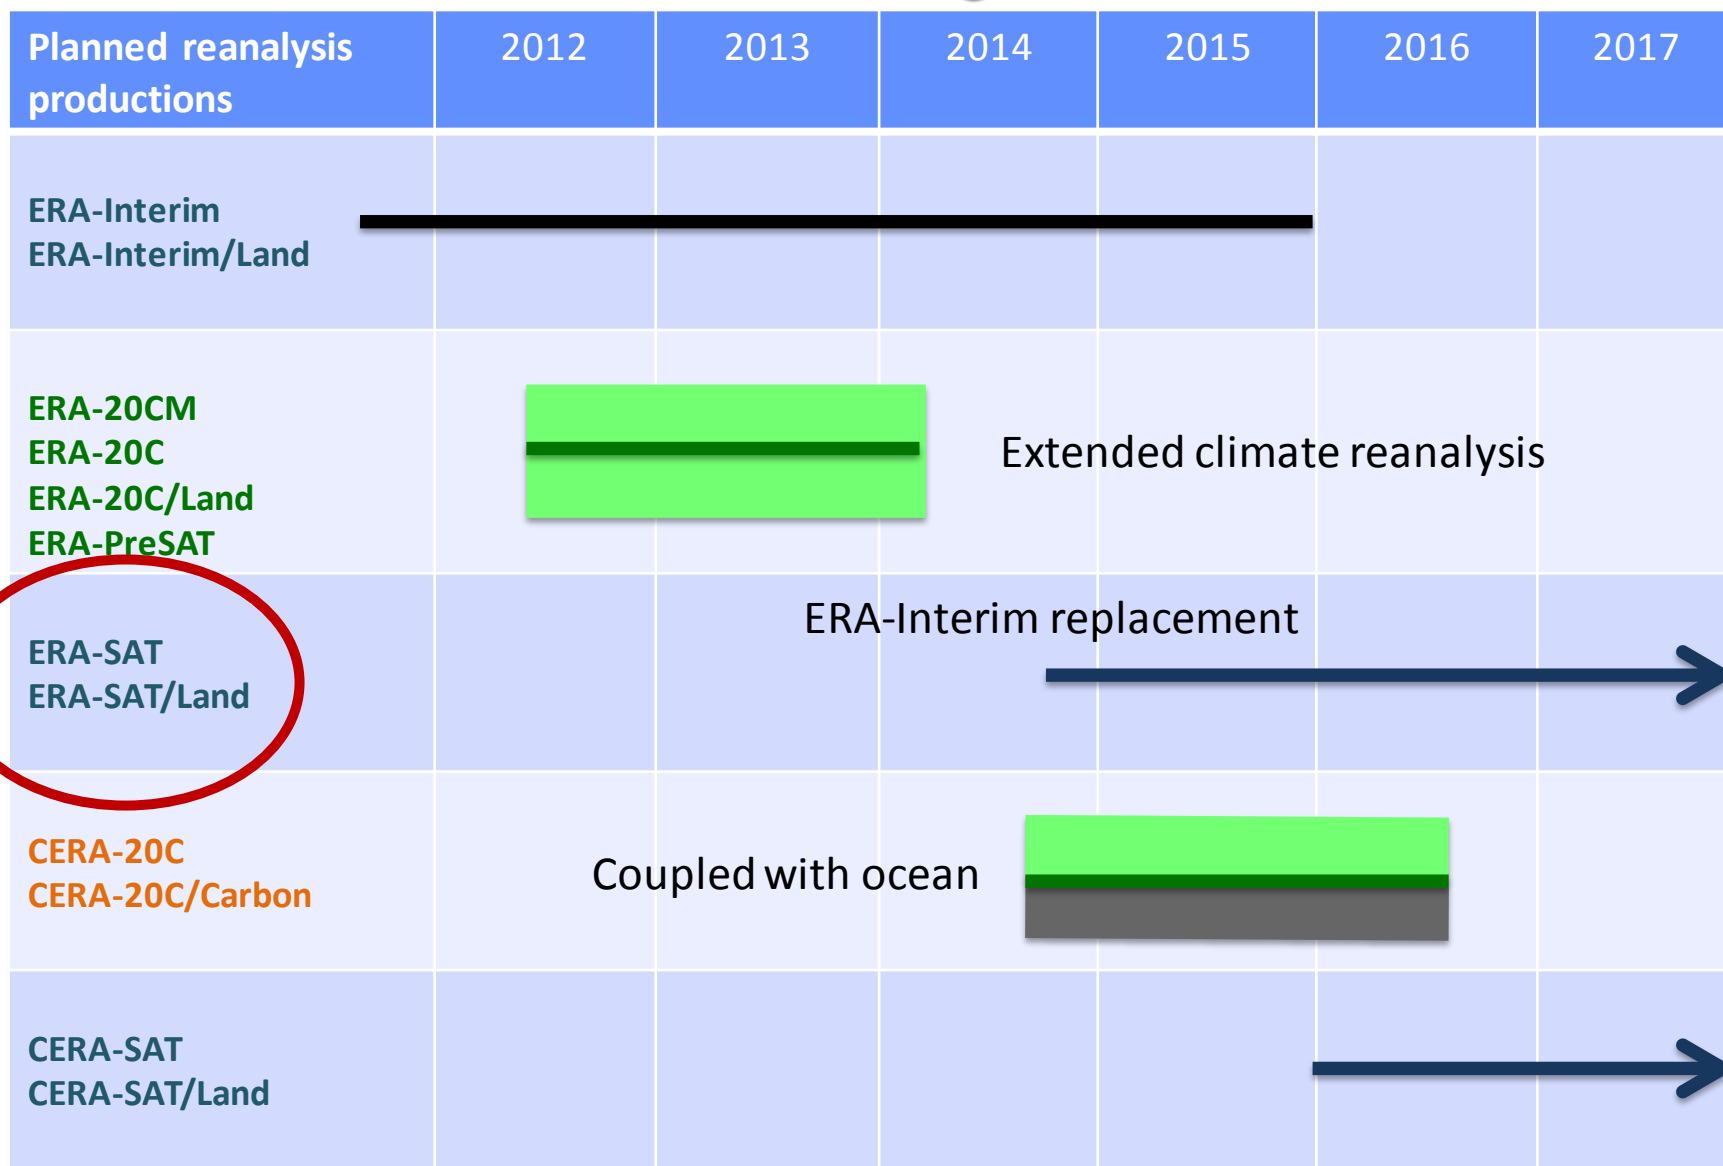 Planned reanalysis productions
2012
2013
2014
2015
2016
2017
ERA-Interim
ERA-Interim/Land
ERA-20CM
ERA-20C
ERA-20C/Land
ERA-PreSAT
Extended climate reanalysis
ERA-Interim replacement
ERA-SAT
ERA-SAT/Land
CERA-20C
CERA-20C/Carbon
Coupled with ocean
CERA-SAT
CERA-SAT/Land